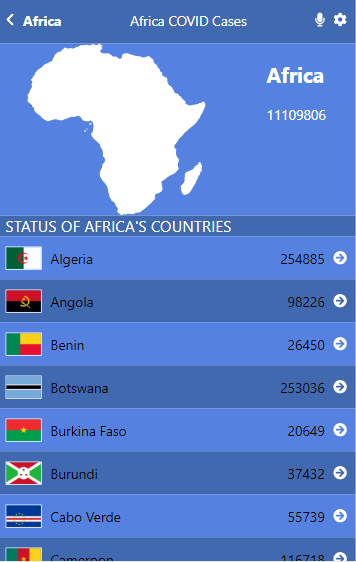 Africa Africa COVID Cases
Africa
11109806
STATUS OF AFRICA'S COUNTRIES
Algeria 254885
Angola 98226
Benin 26450
Botswana 253036
Burkina Faso 20649
Burundi 37432
Cabo Verde 55739
Cameroon 116718